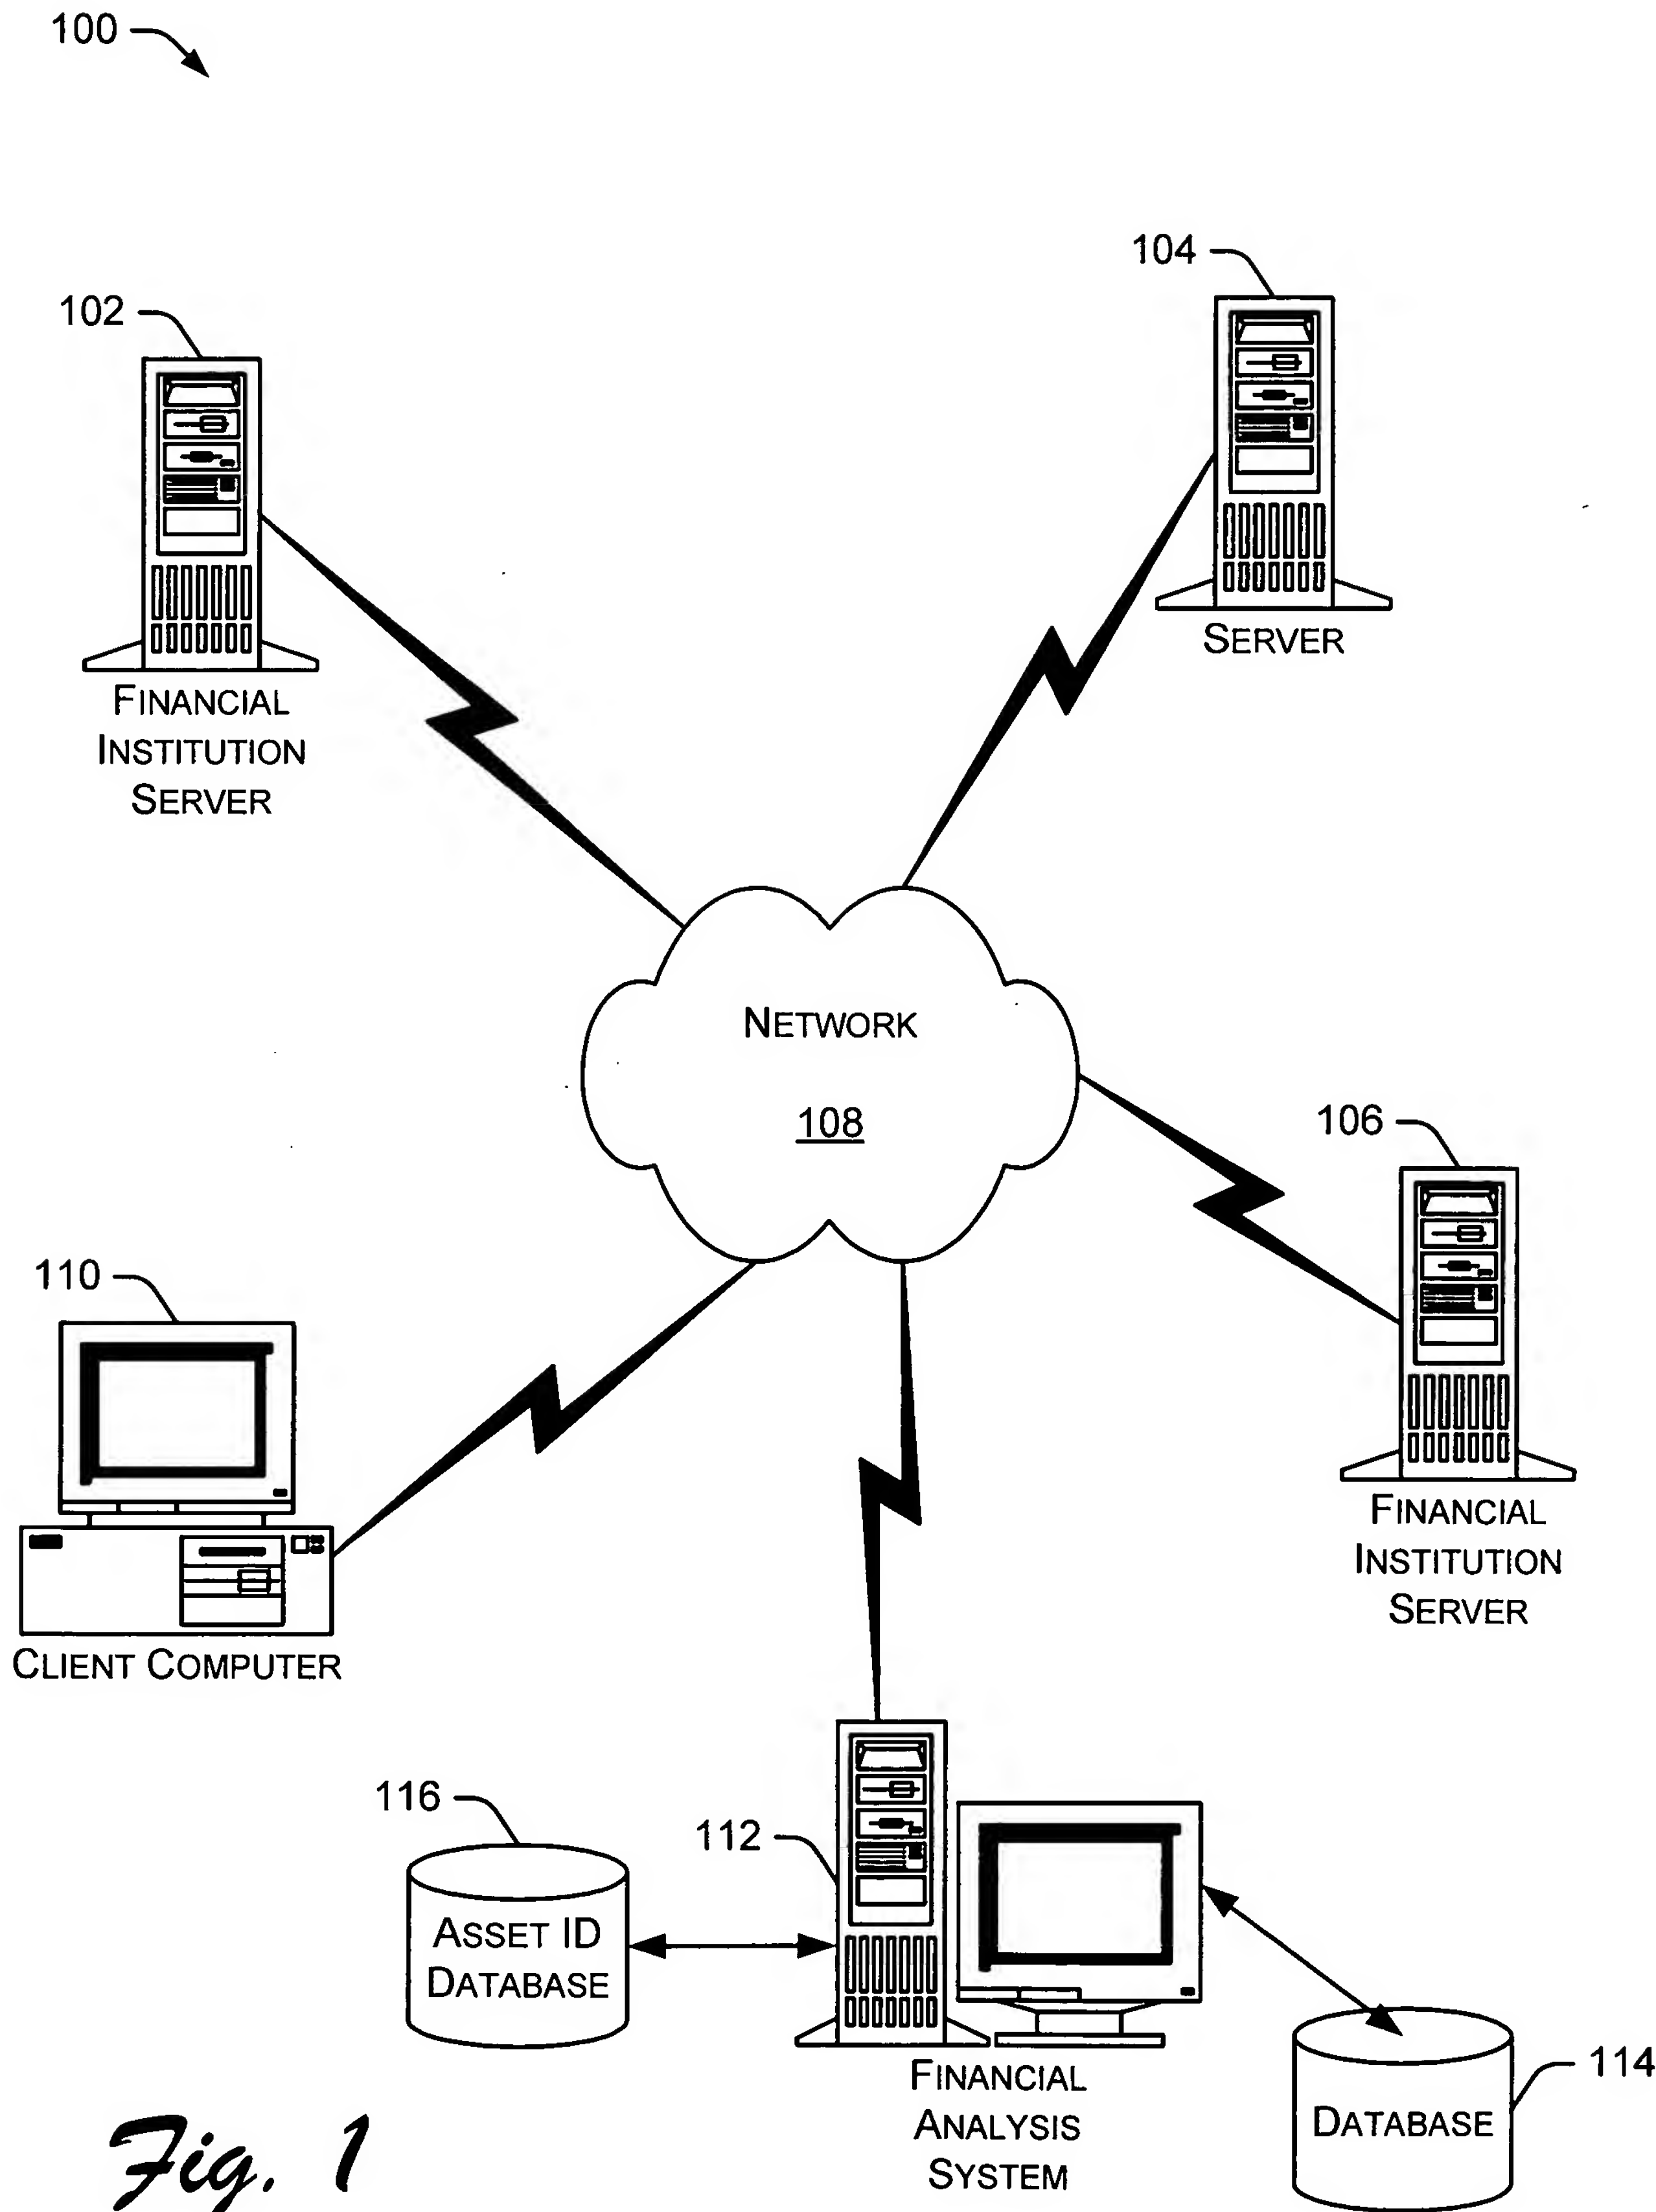 100
104
102
SERVER
FINANCIAL
INSTITUTION
SERVER
NETWORK
108
106
110
FINANCIAL
INSTITUTION
SERVER
CLIENT COMPUTER
116
112
ASSET ID
DATABASE
114
FINANCIAL
ANALYSIS
SYSTEM
DATABASE
Fig. 1